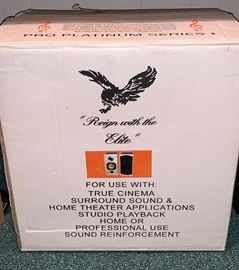 PRO PLATINUM SERIES II
"Reign with the
Elite"
FOR USE WITH:
TRUE CINEMA
SURROUND SOUND &
HOME THEATER APPLICATIONS
STUDIO PLAYBACK
HOME OR
PROFESSIONAL USE
SOUND REINFORCEMENT